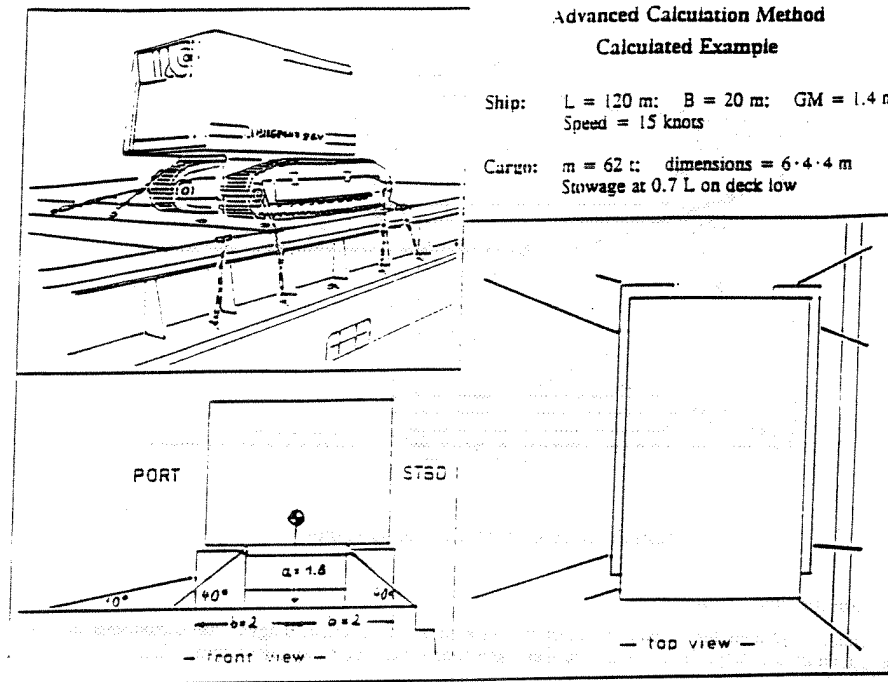 Advanced Calculation Method
Calculated Example
Ship: L = 120 m; B = 20 m; GM = 1.4 m
Speed = 15 knots
Cargo: m = 62 t; dimensions = 6·4·4 m
Stowage at 0.7 L on deck low
PORT
STBD
a=1.8
40°
b=2
— front view —
— top view —